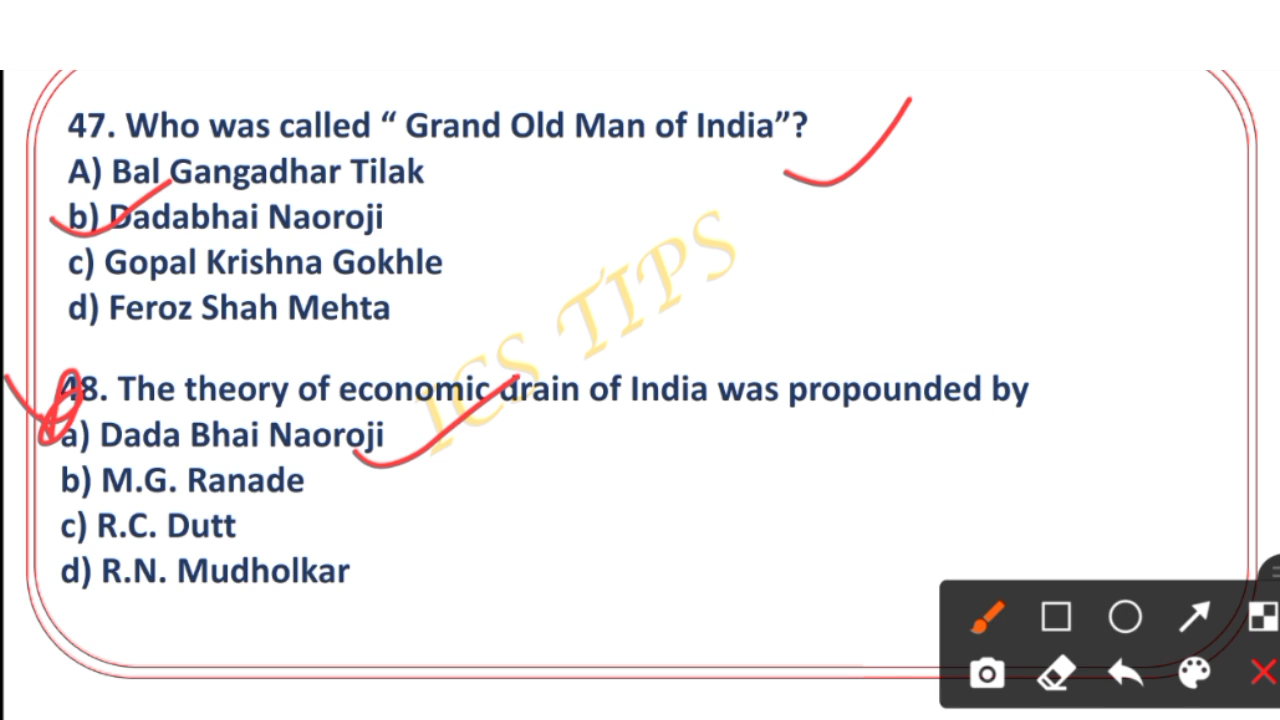 47. Who was called “ Grand Old Man of India”?
A) Bal Gangadhar Tilak
b) Dadabhai Naoroji
c) Gopal Krishna Gokhle
d) Feroz Shah Mehta
ICS TIPS
48. The theory of economic drain of India was propounded by
a) Dada Bhai Naoroji
b) M.G. Ranade
c) R.C. Dutt
d) R.N. Mudholkar